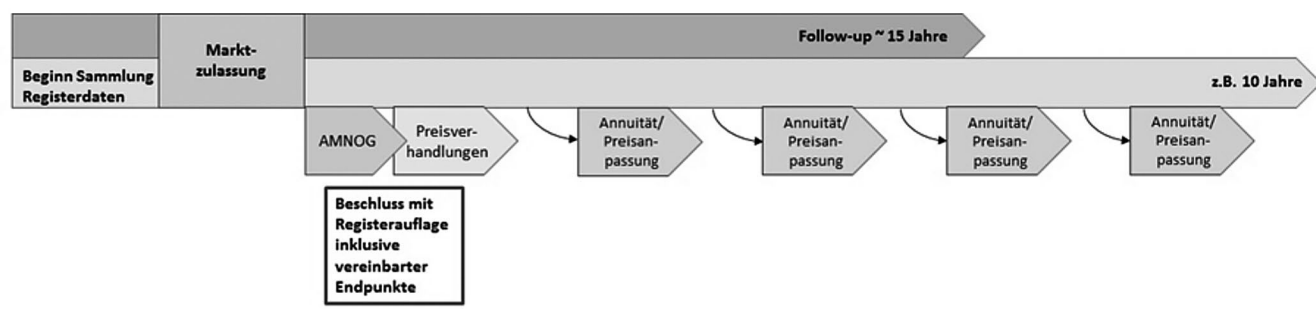 Markt-
zulassung
Follow-up ~ 15 Jahre
Beginn Sammlung
Registerdaten
z.B. 10 Jahre
AMNOG
Preisver-
handlungen
Annuität/
Preisan-
passung
Annuität/
Preisan-
passung
Annuität/
Preisan-
passung
Annuität/
Preisan-
passung
Beschluss mit
Registerauflage
inklusive
vereinbarter
Endpunkte